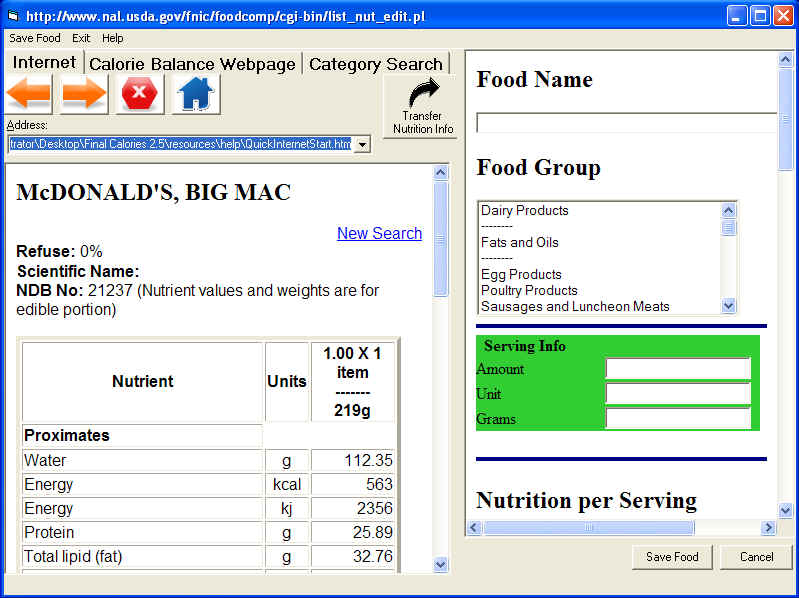 http://www.nal.usda.gov/fnic/foodcomp/cgi-bin/list_nut_edit.pl
Save Food Exit Help
Internet Calorie Balance Webpage Category Search
Transfer
Nutrition Info
Address:
trator\Desktop\Final Calories 2.5\resources\help\QuickInternetStart.htm
McDONALD'S, BIG MAC
New Search
Refuse: 0%
Scientific Name:
NDB No: 21237 (Nutrient values and weights are for
edible portion)
Nutrient Units 1.00 X 1
item
-------
219g
Proximates
Water g 112.35
Energy kcal 563
Energy kj 2356
Protein g 25.89
Total lipid (fat) g 32.76
Food Name
Food Group
Dairy Products
--------
Fats and Oils
--------
Egg Products
Poultry Products
Sausages and Luncheon Meats
Serving Info
Amount
Unit
Grams
Nutrition per Serving
Save Food Cancel